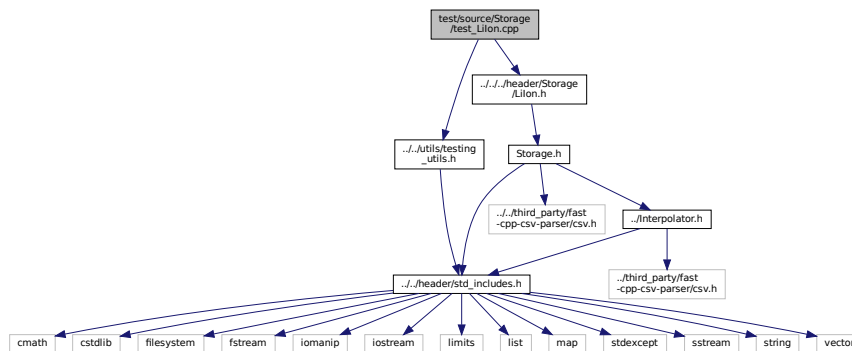 test/source/Storage
/test_LiIon.cpp
../../../header/Storage
/LiIon.h
../../utils/testing
_utils.h
Storage.h
../../third_party/fast
-cpp-csv-parser/csv.h
../Interpolator.h
../../header/std_includes.h
../third_party/fast
-cpp-csv-parser/csv.h
cmath
cstdlib
filesystem
fstream
iomanip
iostream
limits
list
map
stdexcept
sstream
string
vector